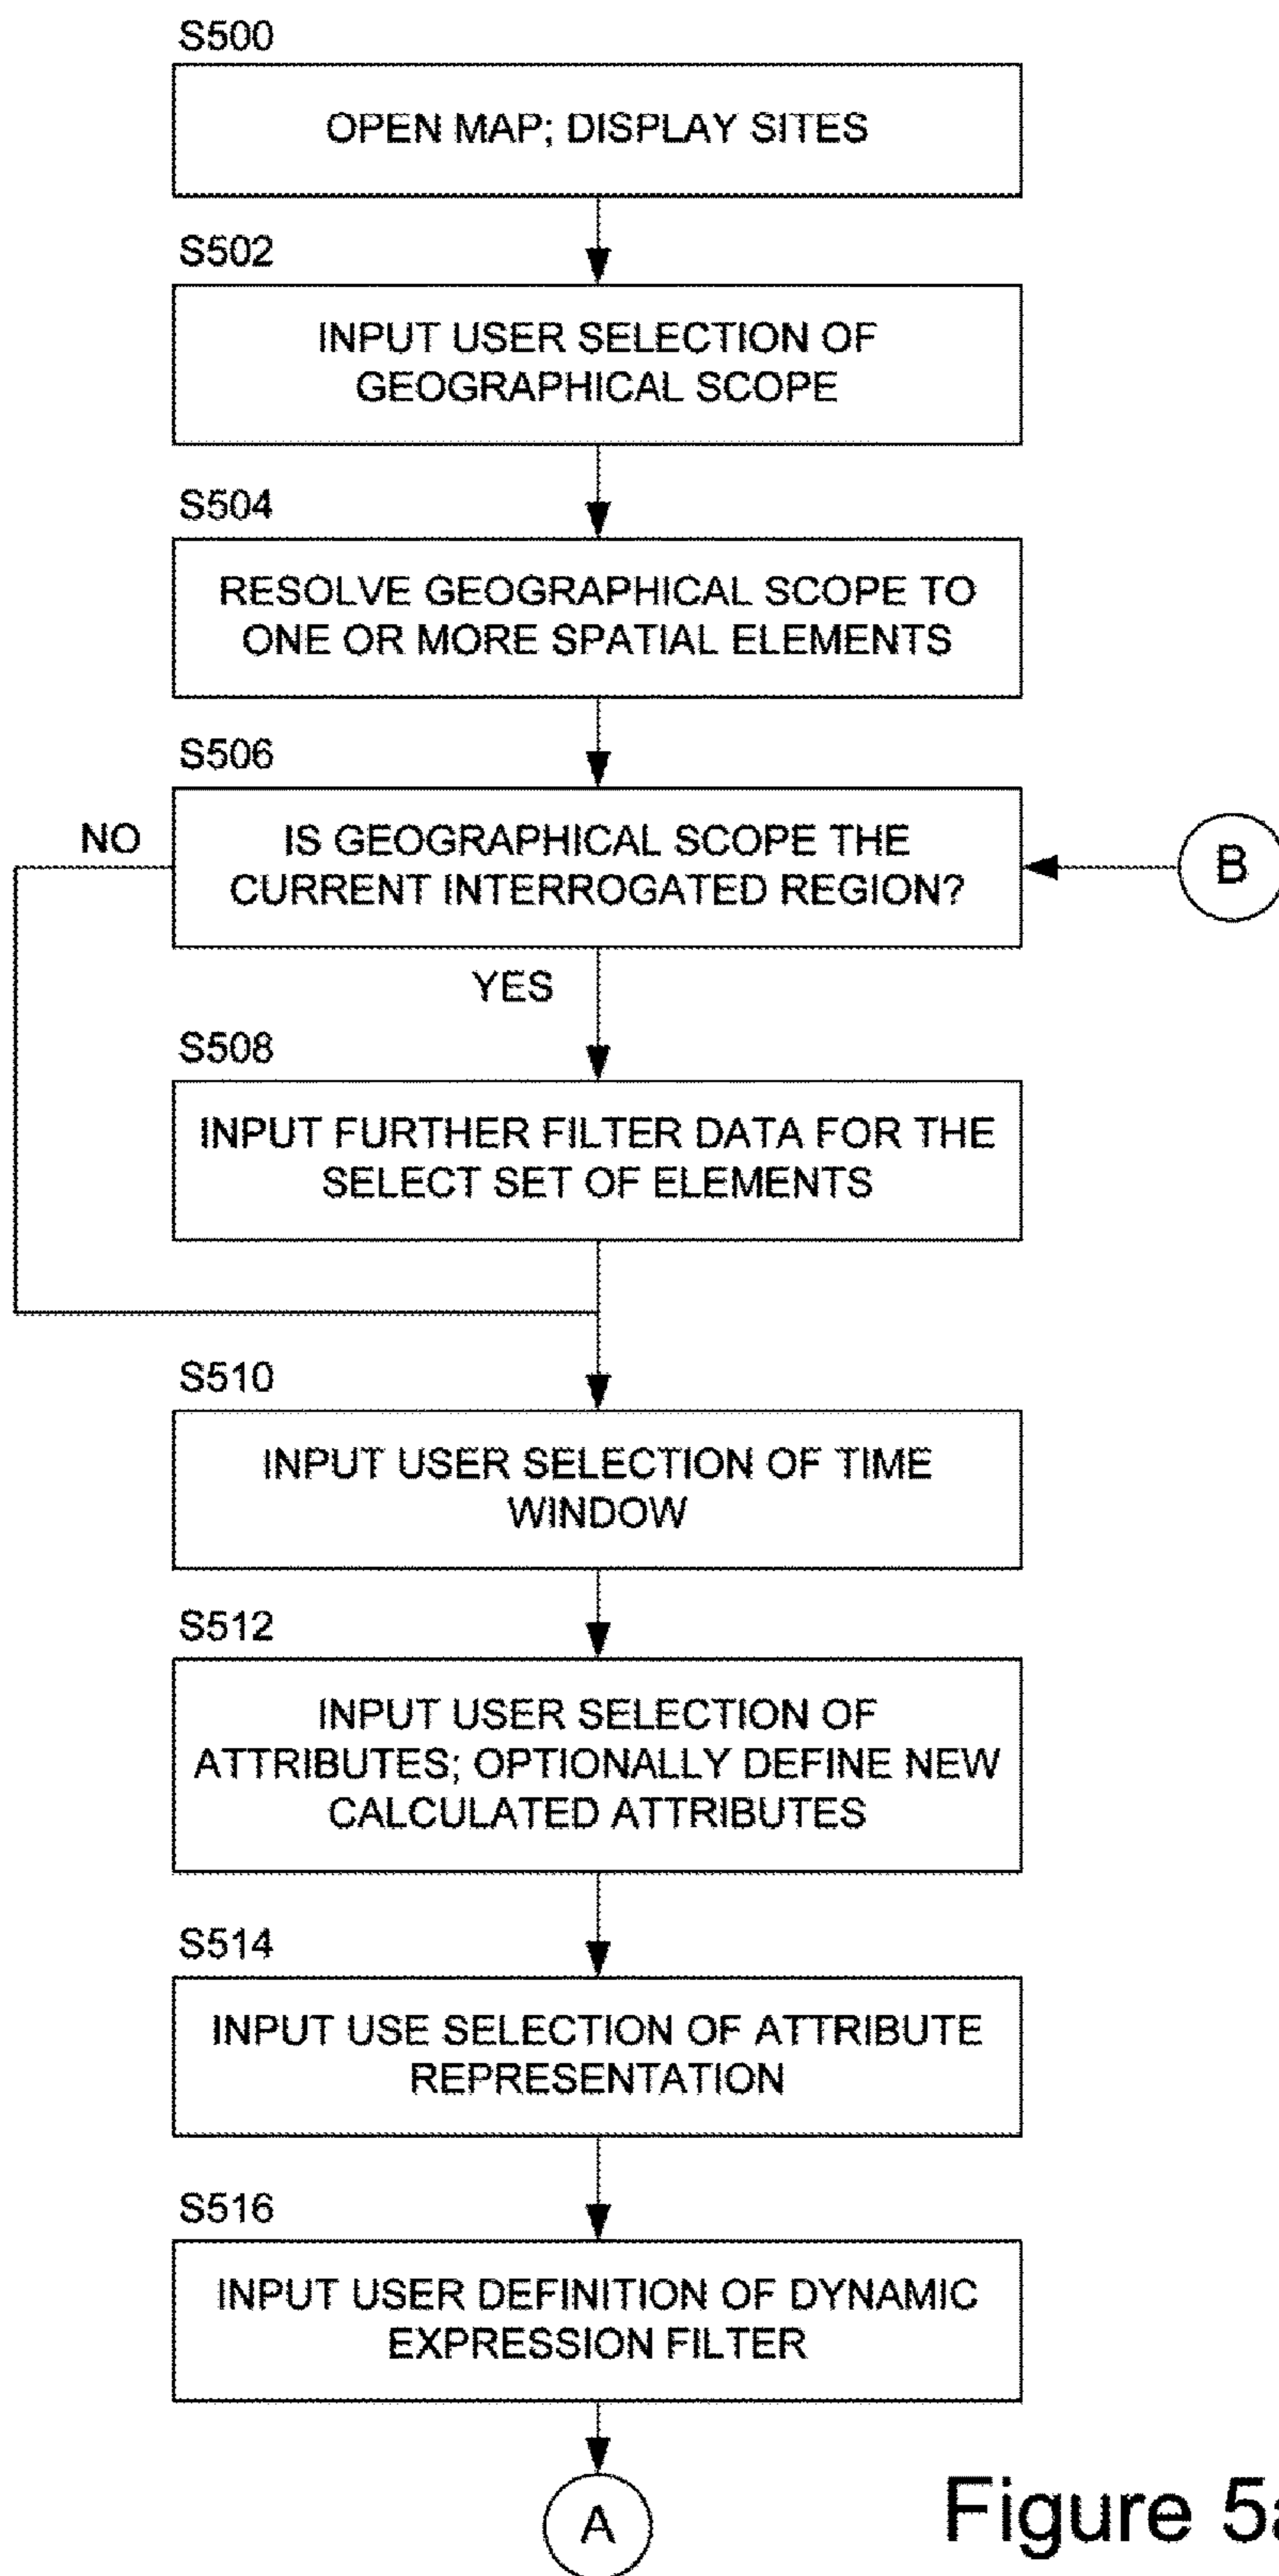 S500
OPEN MAP; DISPLAY SITES
S502
INPUT USER SELECTION OF
GEOGRAPHICAL SCOPE
S504
RESOLVE GEOGRAPHICAL SCOPE TO
ONE OR MORE SPATIAL ELEMENTS
S506
NO
IS GEOGRAPHICAL SCOPE THE
CURRENT INTERROGATED REGION?
B
YES
S508
INPUT FURTHER FILTER DATA FOR THE
SELECT SET OF ELEMENTS
S510
INPUT USER SELECTION OF TIME
WINDOW
S512
INPUT USER SELECTION OF
ATTRIBUTES; OPTIONALLY DEFINE NEW
CALCULATED ATTRIBUTES
S514
INPUT USE SELECTION OF ATTRIBUTE
REPRESENTATION
S516
INPUT USER DEFINITION OF DYNAMIC
EXPRESSION FILTER
A
Figure 5a